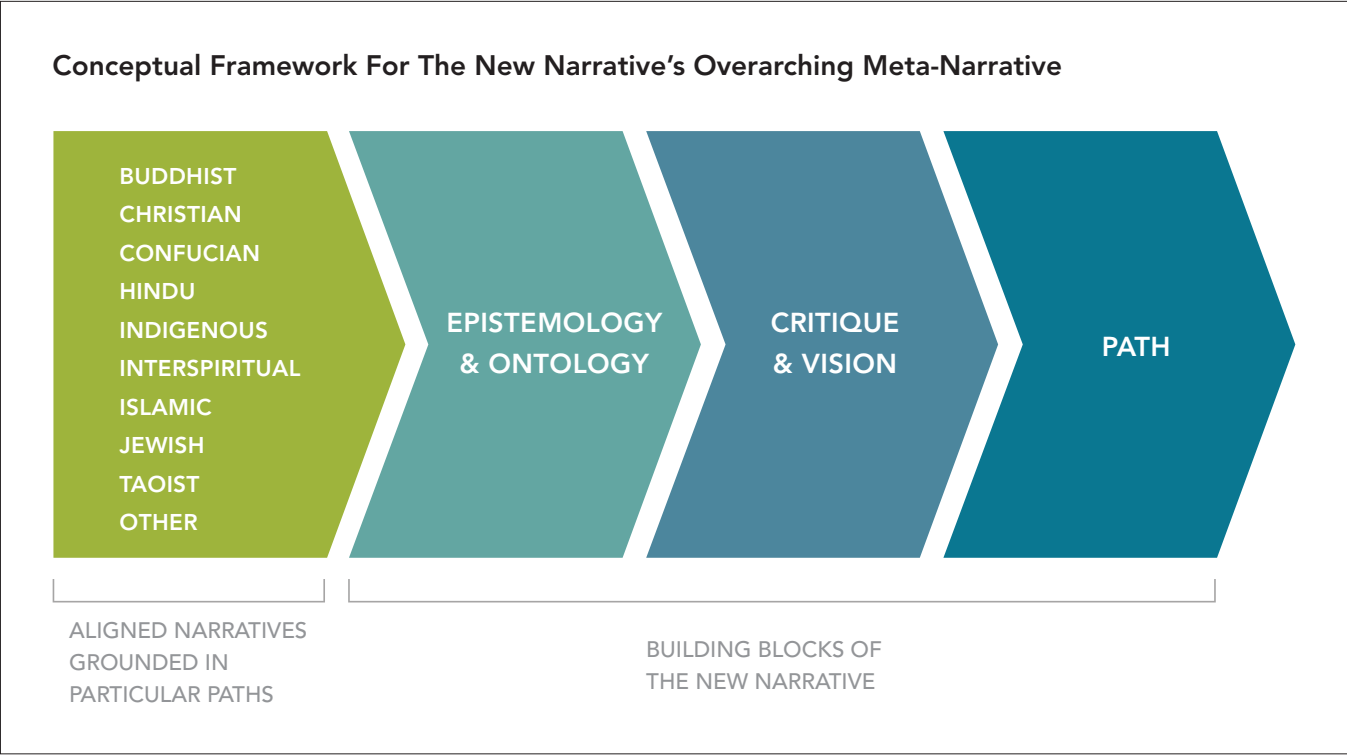 Conceptual Framework For The New Narrative’s Overarching Meta-Narrative
BUDDHIST
CHRISTIAN
CONFUCIAN
HINDU
INDIGENOUS
INTERSPIRITUAL
ISLAMIC
JEWISH
TAOIST
OTHER
EPISTEMOLOGY
& ONTOLOGY
CRITIQUE
& VISION
PATH
ALIGNED NARRATIVES
GROUNDED IN
PARTICULAR PATHS
BUILDING BLOCKS OF
THE NEW NARRATIVE